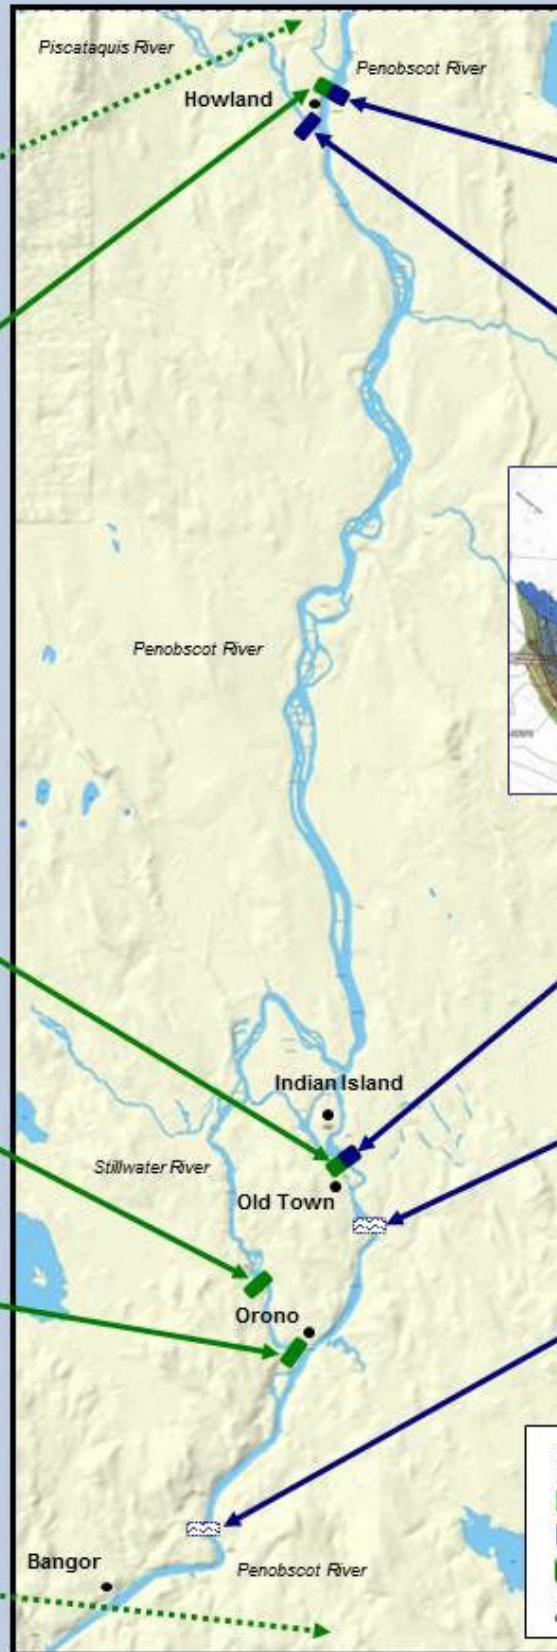 Piscataquis River
Penobscot River
Howland
Penobscot River
Indian Island
Stillwater River
Old Town
Orono
Bangor
Penobscot River